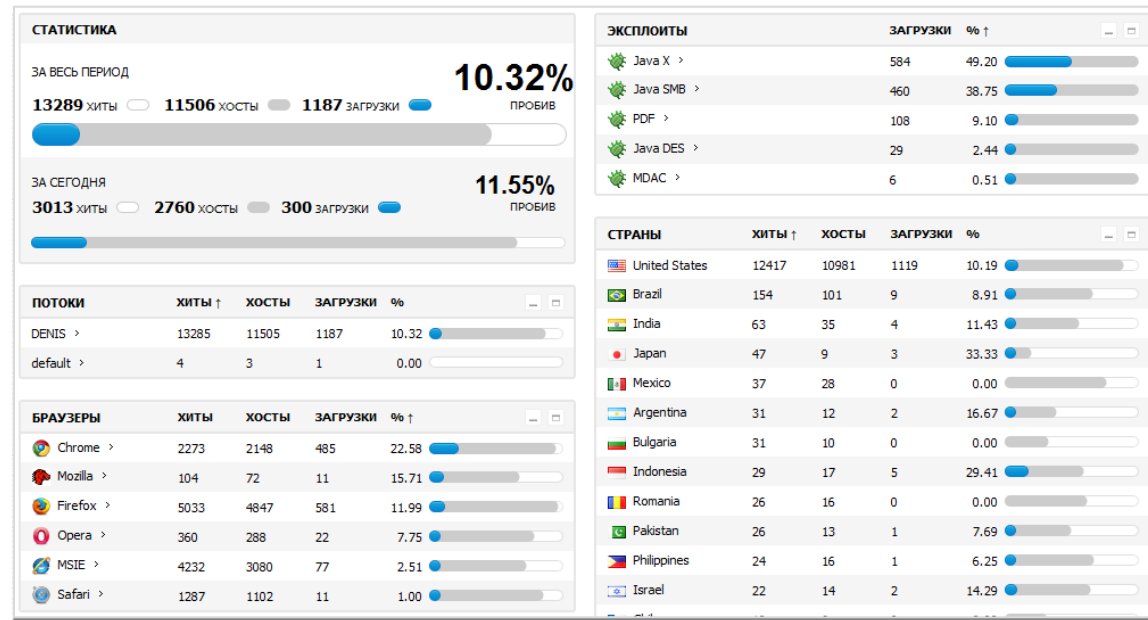 СТАТИСТИКА
ЗА ВЕСЬ ПЕРИОД
10.32%
13289 ХИТЫ 11506 ХОСТЫ 1187 ЗАГРУЗКИ
ПРОБИВ
ЗА СЕГОДНЯ
11.55%
3013 ХИТЫ 2760 ХОСТЫ 300 ЗАГРУЗКИ
ПРОБИВ
ПОТОКИ ХИТЫ ↑ ХОСТЫ ЗАГРУЗКИ %
DENIS > 13285 11505 1187 10.32
default > 4 3 1 0.00
БРАУЗЕРЫ ХИТЫ ХОСТЫ ЗАГРУЗКИ % ↑
Chrome > 2273 2148 485 22.58
Mozilla > 104 72 11 15.71
Firefox > 5033 4847 581 11.99
Opera > 360 288 22 7.75
MSIE > 4232 3080 77 2.51
Safari > 1287 1102 11 1.00
ЭКСПЛОИТЫ ЗАГРУЗКИ % ↑
Java X > 584 49.20
Java SMB > 460 38.75
PDF > 108 9.10
Java DES > 29 2.44
MDAC > 6 0.51
СТРАНЫ ХИТЫ ↑ ХОСТЫ ЗАГРУЗКИ %
United States 12417 10981 1119 10.19
Brazil 154 101 9 8.91
India 63 35 4 11.43
Japan 47 9 3 33.33
Mexico 37 28 0 0.00
Argentina 31 12 2 16.67
Bulgaria 31 10 0 0.00
Indonesia 29 17 5 29.41
Romania 26 16 0 0.00
Pakistan 26 13 1 7.69
Philippines 24 16 1 6.25
Israel 22 14 2 14.29